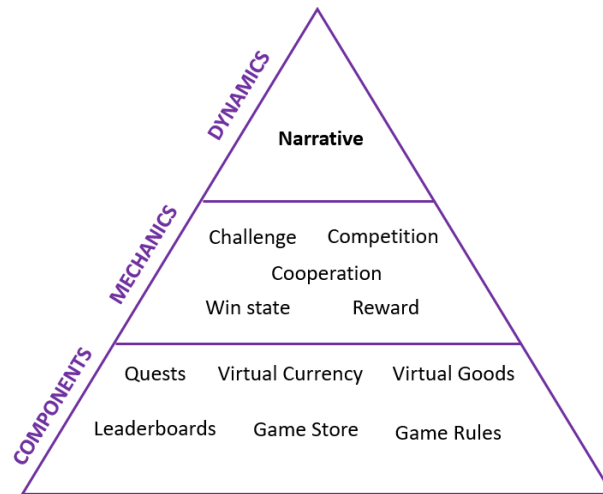 DYNAMICS
Narrative
MECHANICS
Challenge Competition
Cooperation
Win state Reward
COMPONENTS
Quests Virtual Currency Virtual Goods
Leaderboards Game Store Game Rules